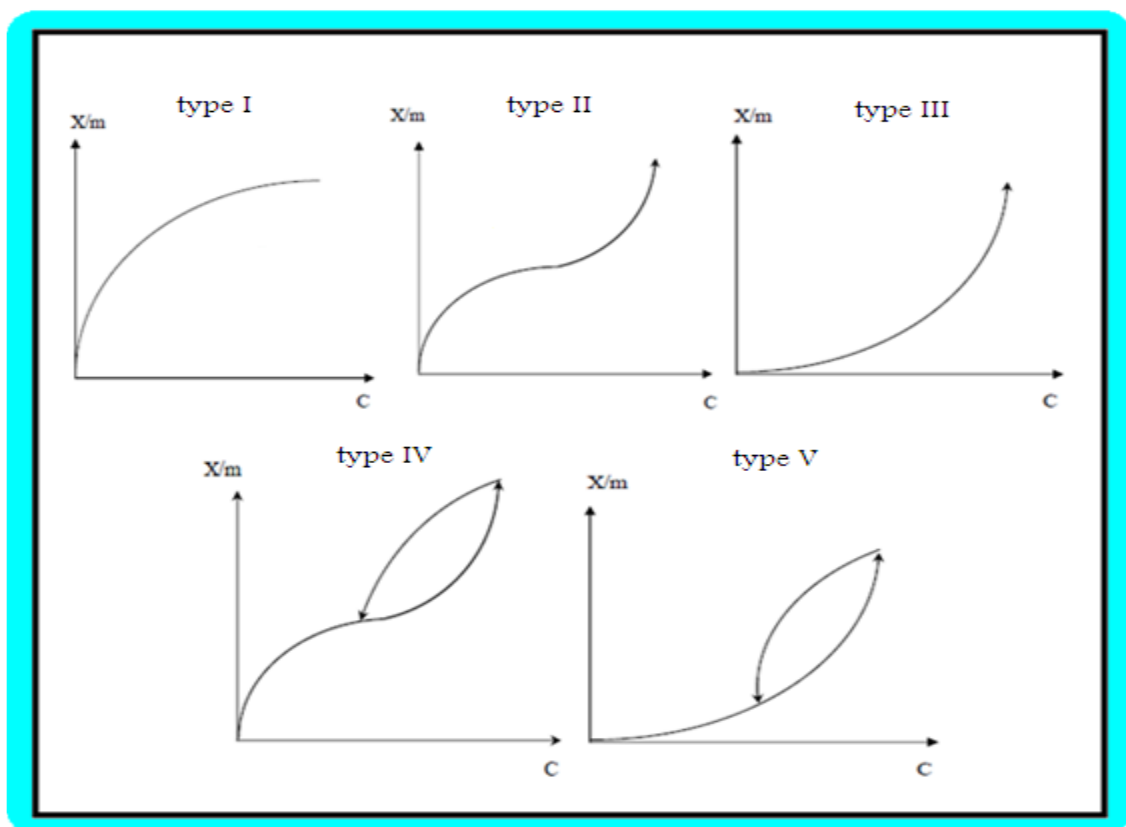 type I
X/m
C
type II
X/m
C
type III
X/m
C
type IV
X/m
C
type V
X/m
C